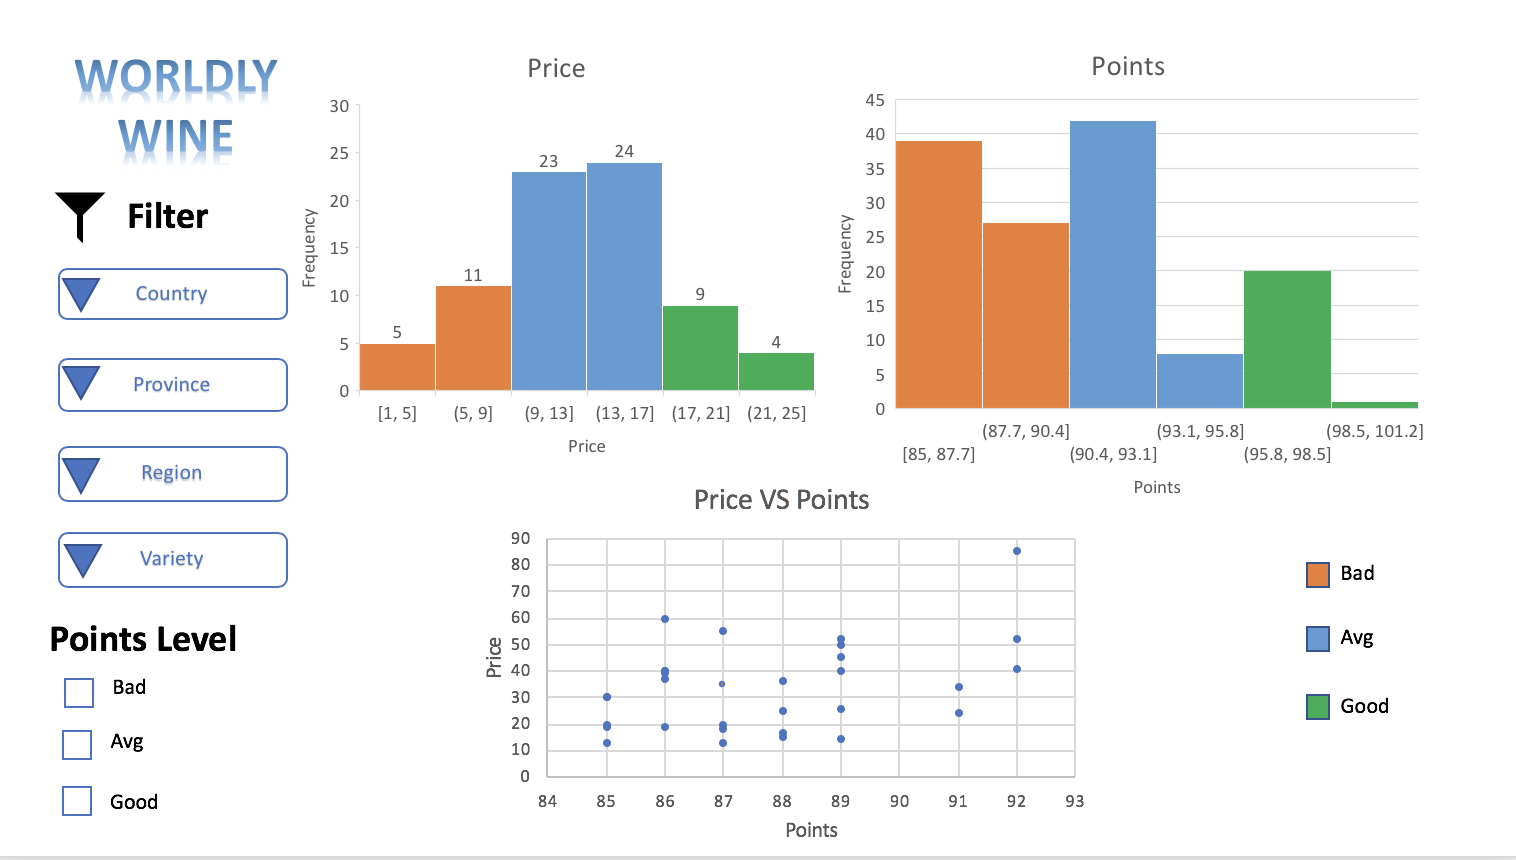 WORLDLY
WINE
Filter
Country
Province
Region
Variety
Points Level
Bad
Avg
Good
Price
30
25
20
15
10
5
0
Frequency
5
11
23
24
9
4
[1, 5] (5, 9] (9, 13] (13, 17] (17, 21] (21, 25]
Price
Points
45
40
35
30
25
20
15
10
5
0
Frequency
(87.7, 90.4] (93.1, 95.8] (98.5, 101.2]
[85, 87.7] (90.4, 93.1] (95.8, 98.5]
Points
Price VS Points
90
80
70
60
50
40
30
20
10
0
Price
84 85 86 87 88 89 90 91 92 93
Points
Bad
Avg
Good